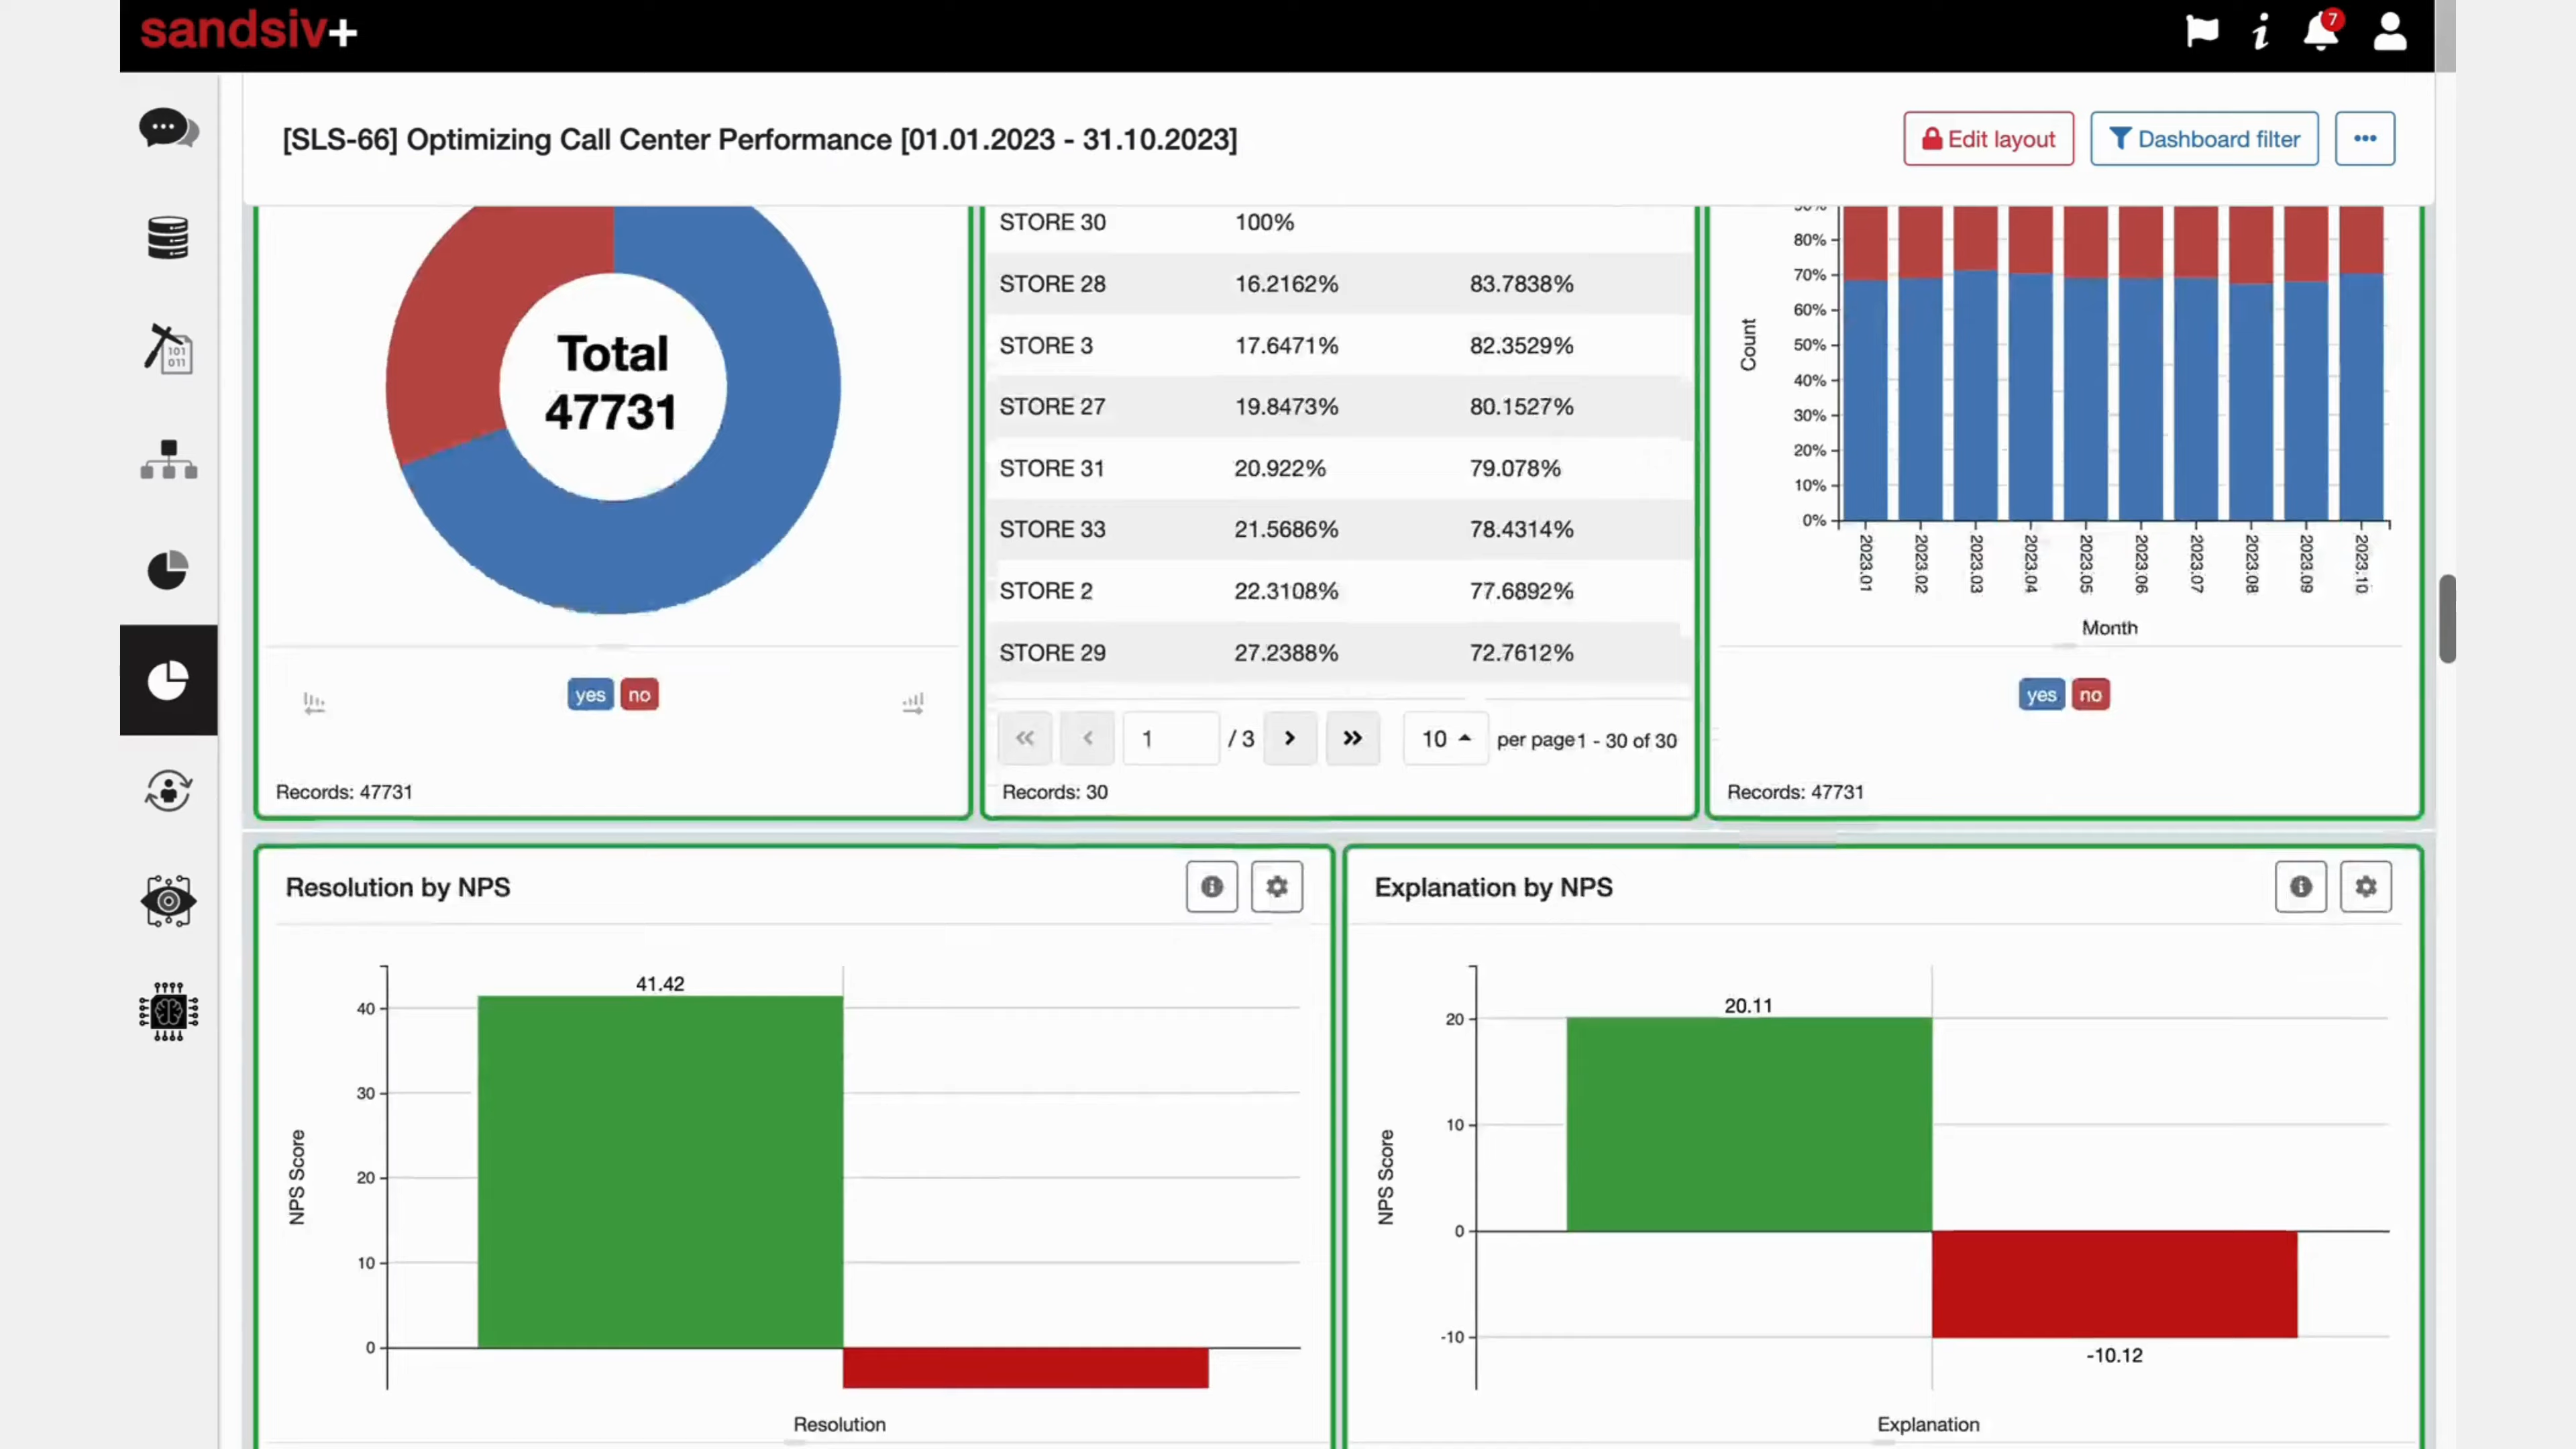 sandsiv+
7
[SLS-66] Optimizing Call Center Performance [01.01.2023 - 31.10.2023]
Edit layout
Dashboard filter
Total
47731
yes no
Records: 47731
STORE 30 100%
STORE 28 16.2162% 83.7838%
STORE 3 17.6471% 82.3529%
STORE 27 19.8473% 80.1527%
STORE 31 20.922% 79.078%
STORE 33 21.5686% 78.4314%
STORE 2 22.3108% 77.6892%
STORE 29 27.2388% 72.7612%
1 / 3 10 per page 1 - 30 of 30
Records: 30
80%
70%
60%
50%
40%
30%
20%
10%
0%
Count
2023.01
2023.02
2023.03
2023.04
2023.05
2023.06
2023.07
2023.08
2023.09
2023.10
Month
yes no
Records: 47731
101
011
Resolution by NPS
41.42
40
30
20
10
0
NPS Score
Resolution
Explanation by NPS
20.11
20
10
0
-10
-10.12
NPS Score
Explanation